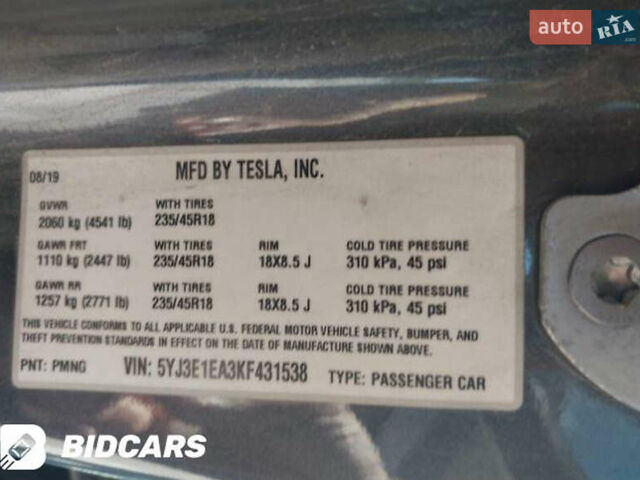 auto RIA
.com
08/19 MFD BY TESLA, INC.
GVWR WITH TIRES
2060 kg (4541 lb) 235/45R18
GAWR FRT WITH TIRES RIM COLD TIRE PRESSURE
1110 kg (2447 lb) 235/45R18 18X8.5 J 310 kPa, 45 psi
GAWR RR WITH TIRES RIM COLD TIRE PRESSURE
1257 kg (2771 lb) 235/45R18 18X8.5 J 310 kPa, 45 psi
THIS VEHICLE CONFORMS TO ALL APPLICABLE U.S. FEDERAL MOTOR VEHICLE SAFETY, BUMPER, AND
THEFT PREVENTION STANDARDS IN EFFECT ON THE DATE OF MANUFACTURE SHOWN ABOVE.
PNT: PMNG VIN: 5YJ3E1EA3KF431538 TYPE: PASSENGER CAR
BIDCARS